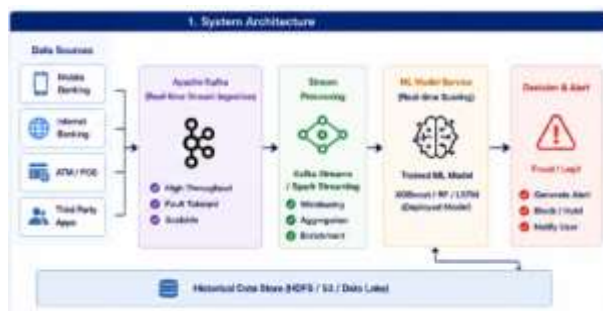 1. System Architecture
Data Sources
Mobile
Banking
Internet
Banking
ATM / POS
Third Party
Apps
Apache Kafka
(Real-time Stream Ingestion)
High Throughput
Fault Tolerant
Scalable
Stream
Processing
Kafka Streams
/ Spark Streaming
Windowing
Aggregation
Enrichment
ML Model Service
(Real-time Scoring)
Trained ML Model
XGBoost / RF / LSTM
(Deployed Model)
Decision & Alert
Fraud / Legit
Generate Alert
Block / Hold
Notify User
Historical Data Store (HDFS / S3 / Data Lake)